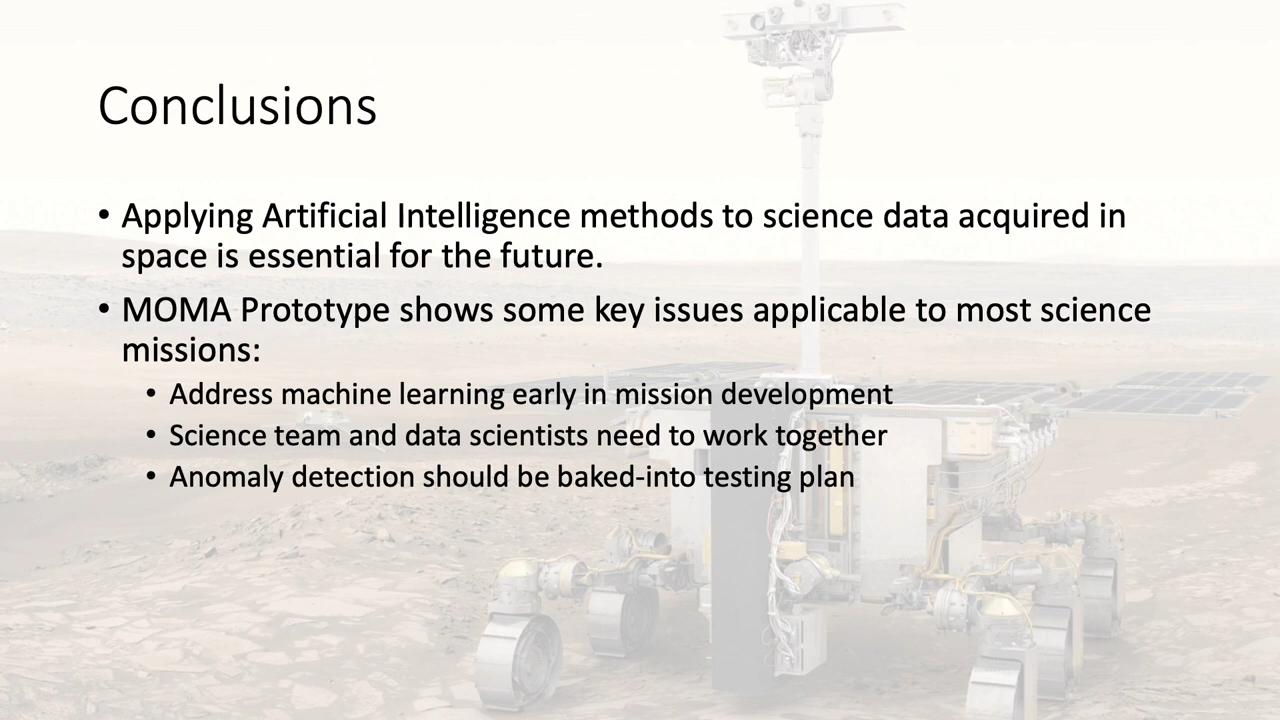 Conclusions
• Applying Artificial Intelligence methods to science data acquired in
space is essential for the future.
• MOMA Prototype shows some key issues applicable to most science
missions:
• Address machine learning early in mission development
• Science team and data scientists need to work together
• Anomaly detection should be baked-into testing plan